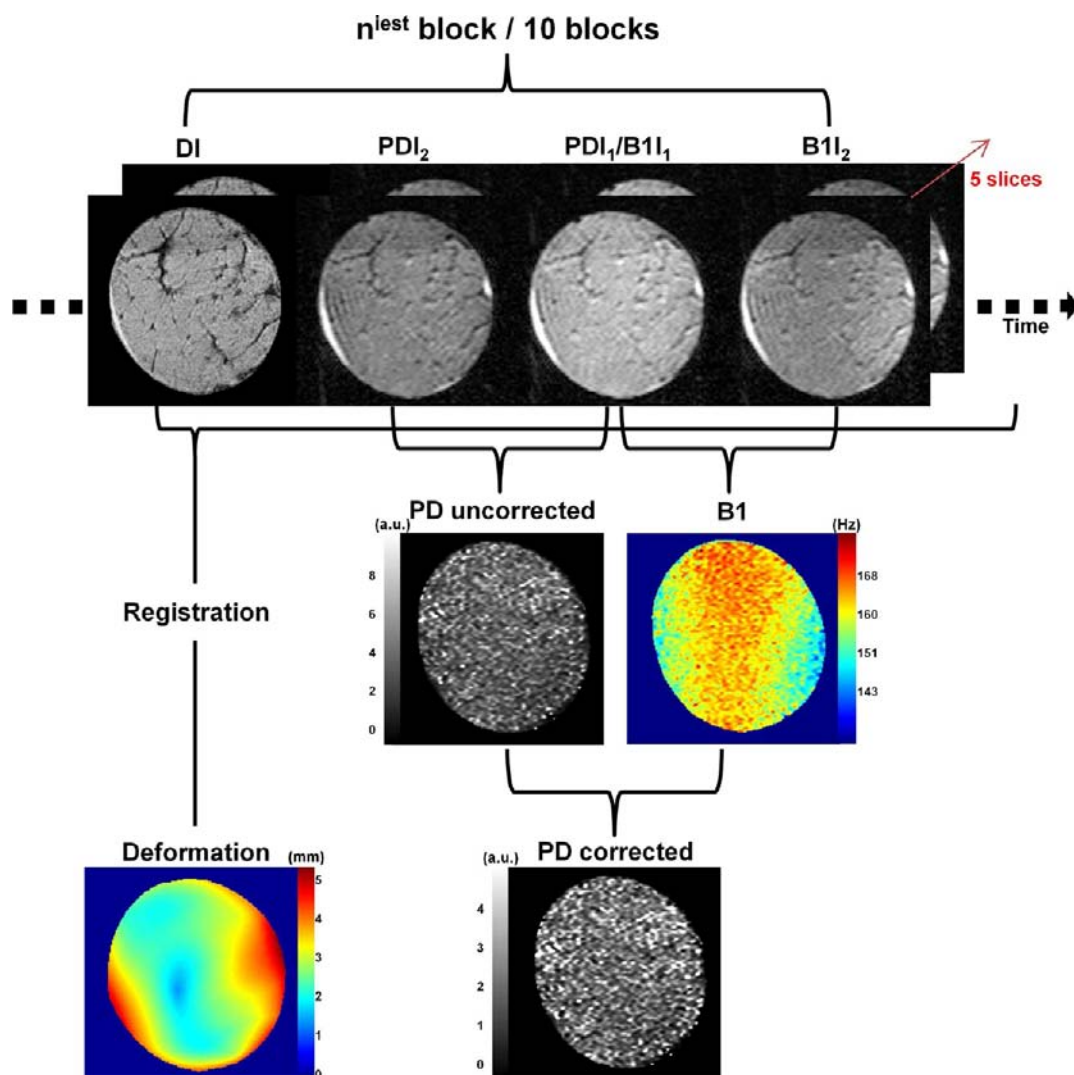 niest block / 10 blocks
DI
PDI2
PDI1/B1I1
B1I2
5 slices
Time
PD uncorrected
B1
(a.u.)
8
6
4
2
0
(Hz)
168
160
151
143
Registration
Deformation
(mm)
5
4
3
2
1
0
PD corrected
(a.u.)
4
3
2
1
0